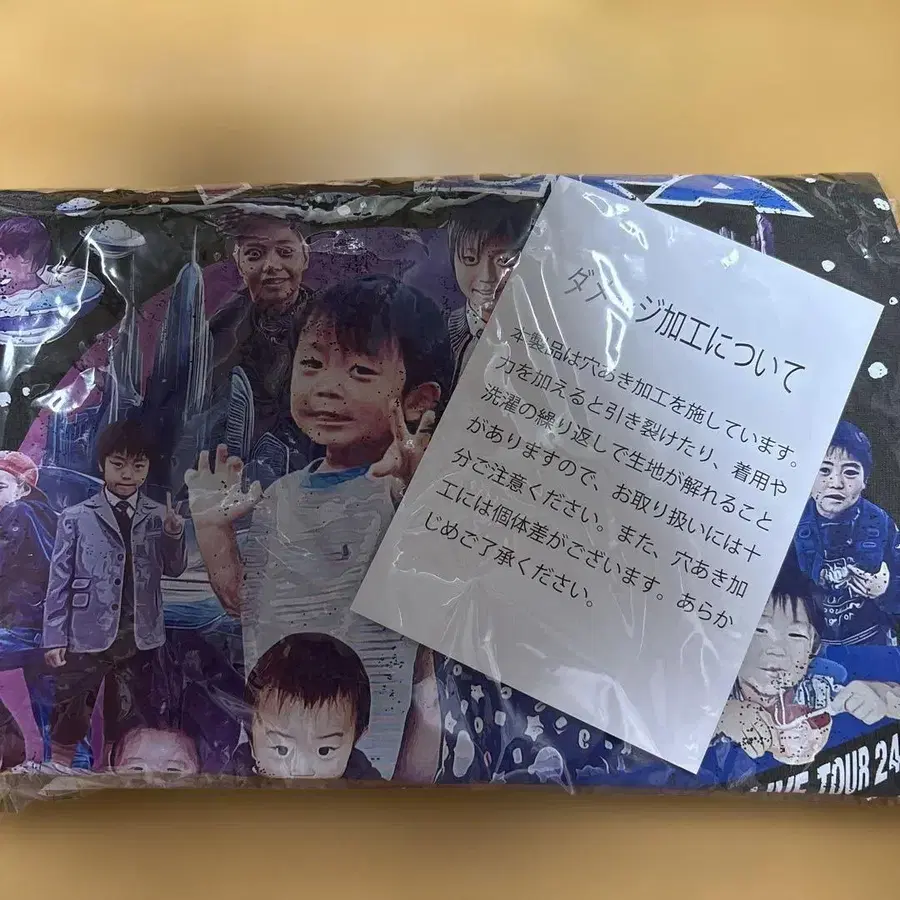 ダメージ加工について
本製品は穴あき加工を施しています。
力を加えると引き裂けたり、着用や
洗濯の繰り返しで生地が解れること
がありますので、お取り扱いには十
分ご注意ください。また、穴あき加
工には個体差がございます。あらか
じめご了承ください。
LIVE TOUR 24